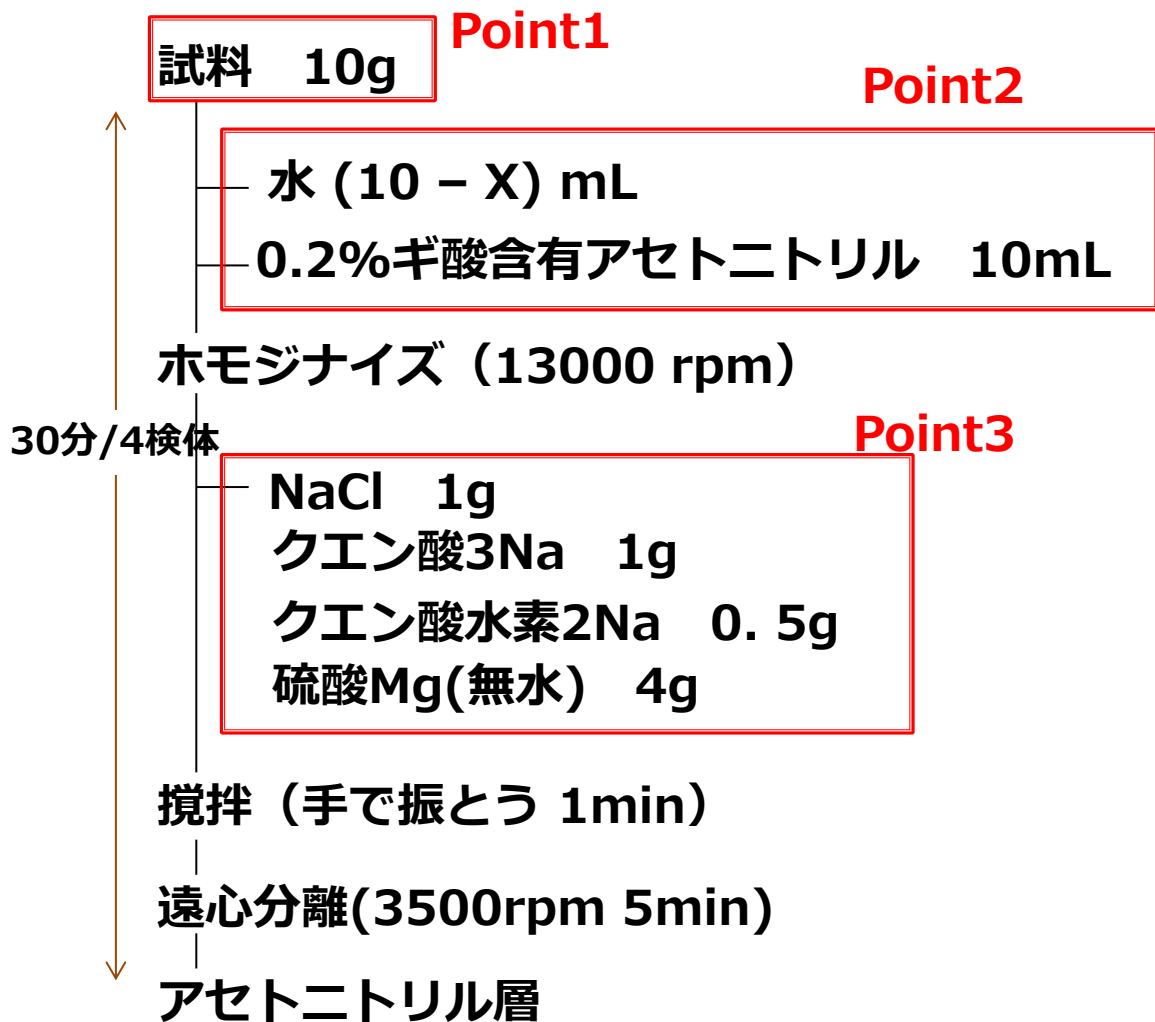 Point1
試料　10g
Point2
水 (10 – X) mL
0.2%ギ酸含有アセトニトリル　10mL
ホモジナイズ（13000 rpm）
30分/4検体
Point3
NaCl　1g
クエン酸3Na　1g
クエン酸水素2Na　0. 5g
硫酸Mg(無水)　4g
撹拌（手で振とう 1min）
遠心分離(3500rpm 5min)
アセトニトリル層